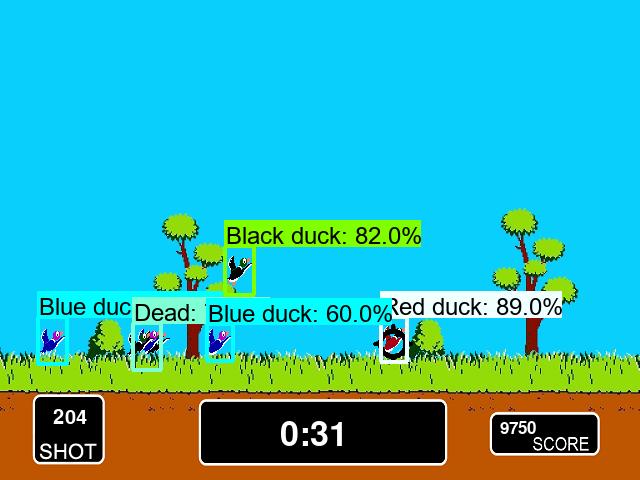 Black duck: 82.0%
Blue duc
Dead:
Blue duck: 60.0%
Red duck: 89.0%
204
SHOT
0:31
9750
SCORE